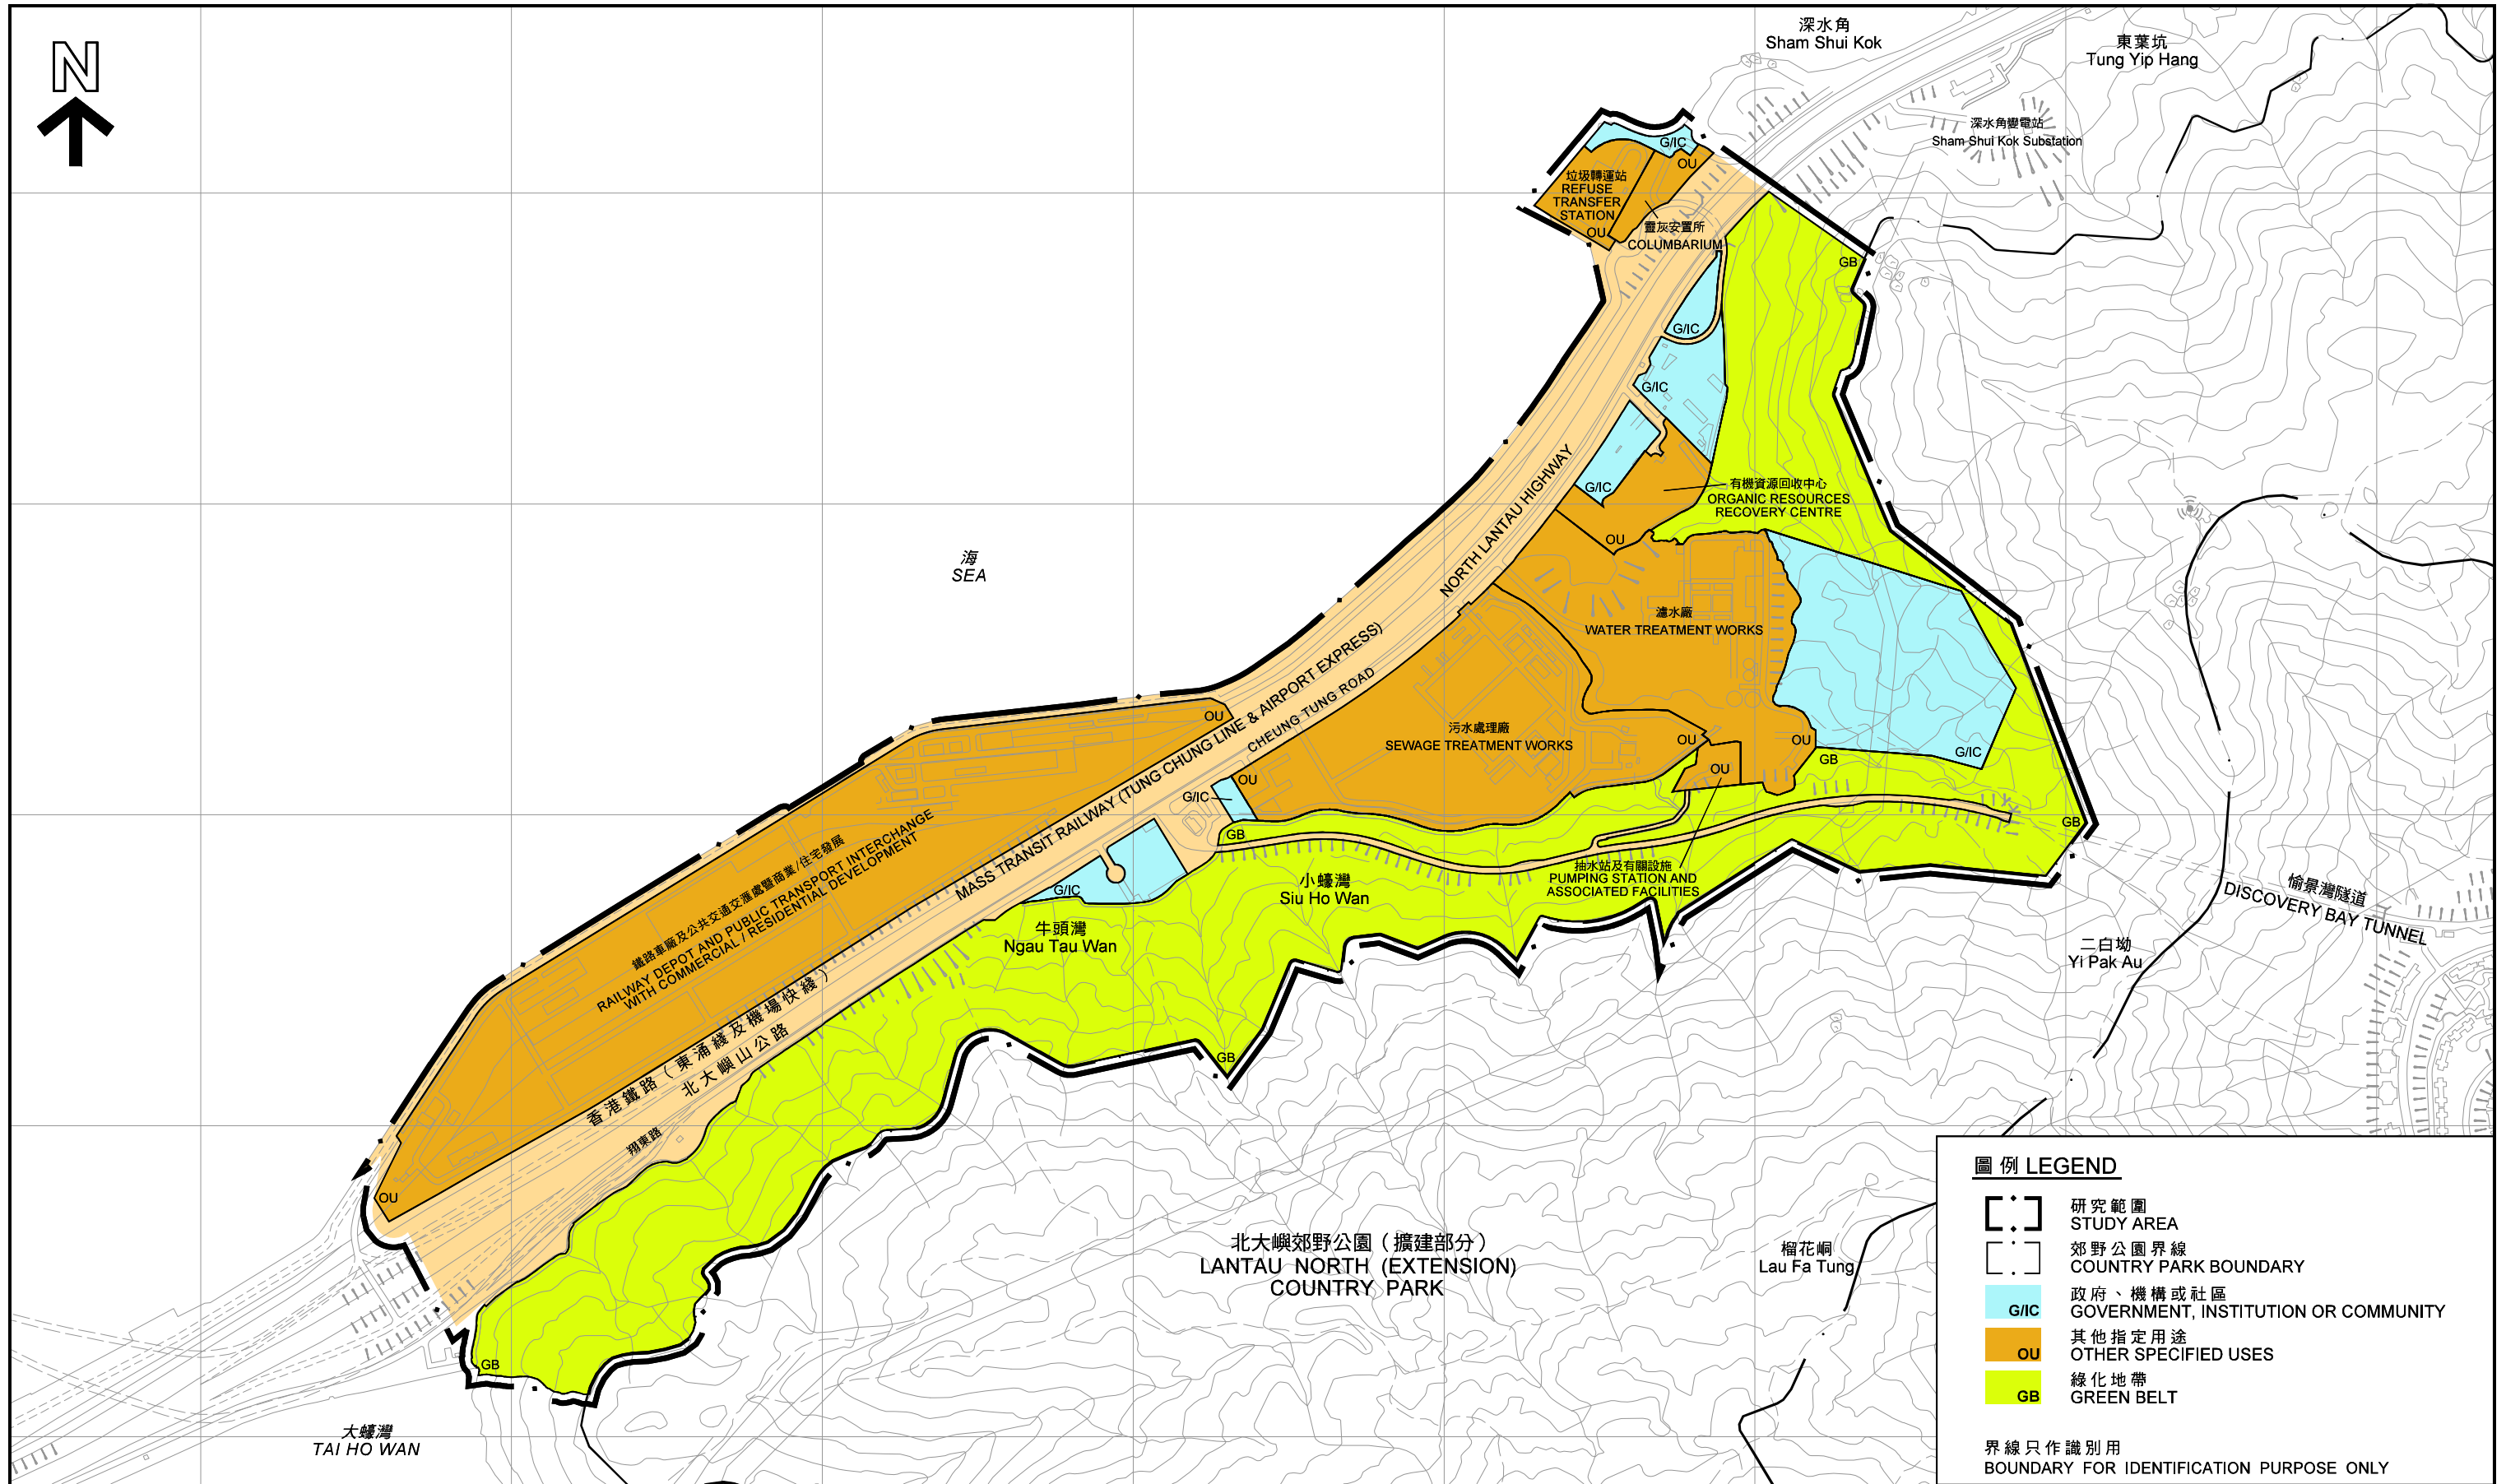 N
深水角
Sham Shui Kok
東葉坑
Tung Yip Hang
深水角變電站
Sham Shui Kok Substation
G/IC
OU
垃圾轉運站
REFUSE
TRANSFER
STATION
OU
靈灰安置所
COLUMBARIUM
GB
G/IC
G/IC
G/IC
有機資源回收中心
ORGANIC RESOURCES
RECOVERY CENTRE
OU
NORTH LANTAU HIGHWAY
海
SEA
濾水廠
WATER TREATMENT WORKS
污水處理廠
SEWAGE TREATMENT WORKS
OU
OU
OU
G/IC
GB
OU
MASS TRANSIT RAILWAY (TUNG CHUNG LINE & AIRPORT EXPRESS)
CHEUNG TUNG ROAD
OU
G/IC
GB
GB
鐵路車廠及公共交通交滙處暨商業/住宅發展
RAILWAY DEPOT AND PUBLIC TRANSPORT INTERCHANGE
WITH COMMERCIAL / RESIDENTIAL DEVELOPMENT
抽水站及有關設施
PUMPING STATION AND
ASSOCIATED FACILITIES
G/IC
小蠔灣
Siu Ho Wan
牛頭灣
Ngau Tau Wan
愉景灣隧道
DISCOVERY BAY TUNNEL
二白坳
Yi Pak Au
香港鐵路（東涌綫及機場快綫）
北大嶼山公路
翔東路
GB
OU
GB
北大嶼郊野公園（擴建部分）
LANTAU NORTH (EXTENSION)
COUNTRY PARK
榴花峒
Lau Fa Tung
大蠔灣
TAI HO WAN
圖例 LEGEND
研究範圍
STUDY AREA
郊野公園界線
COUNTRY PARK BOUNDARY
政府、機構或社區
G/IC GOVERNMENT, INSTITUTION OR COMMUNITY
其他指定用途
OU OTHER SPECIFIED USES
綠化地帶
GB GREEN BELT
界線只作識別用
BOUNDARY FOR IDENTIFICATION PURPOSE ONLY